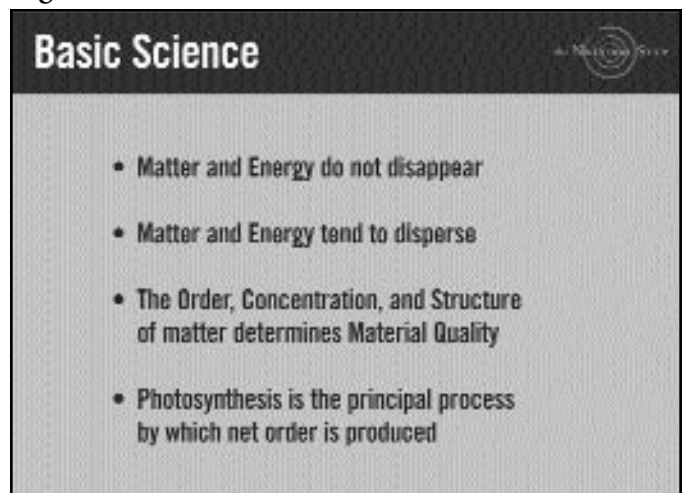 Basic Science
• Matter and Energy do not disappear
• Matter and Energy tend to disperse
• The Order, Concentration, and Structure
of matter determines Material Quality
• Photosynthesis is the principal process
by which net order is produced